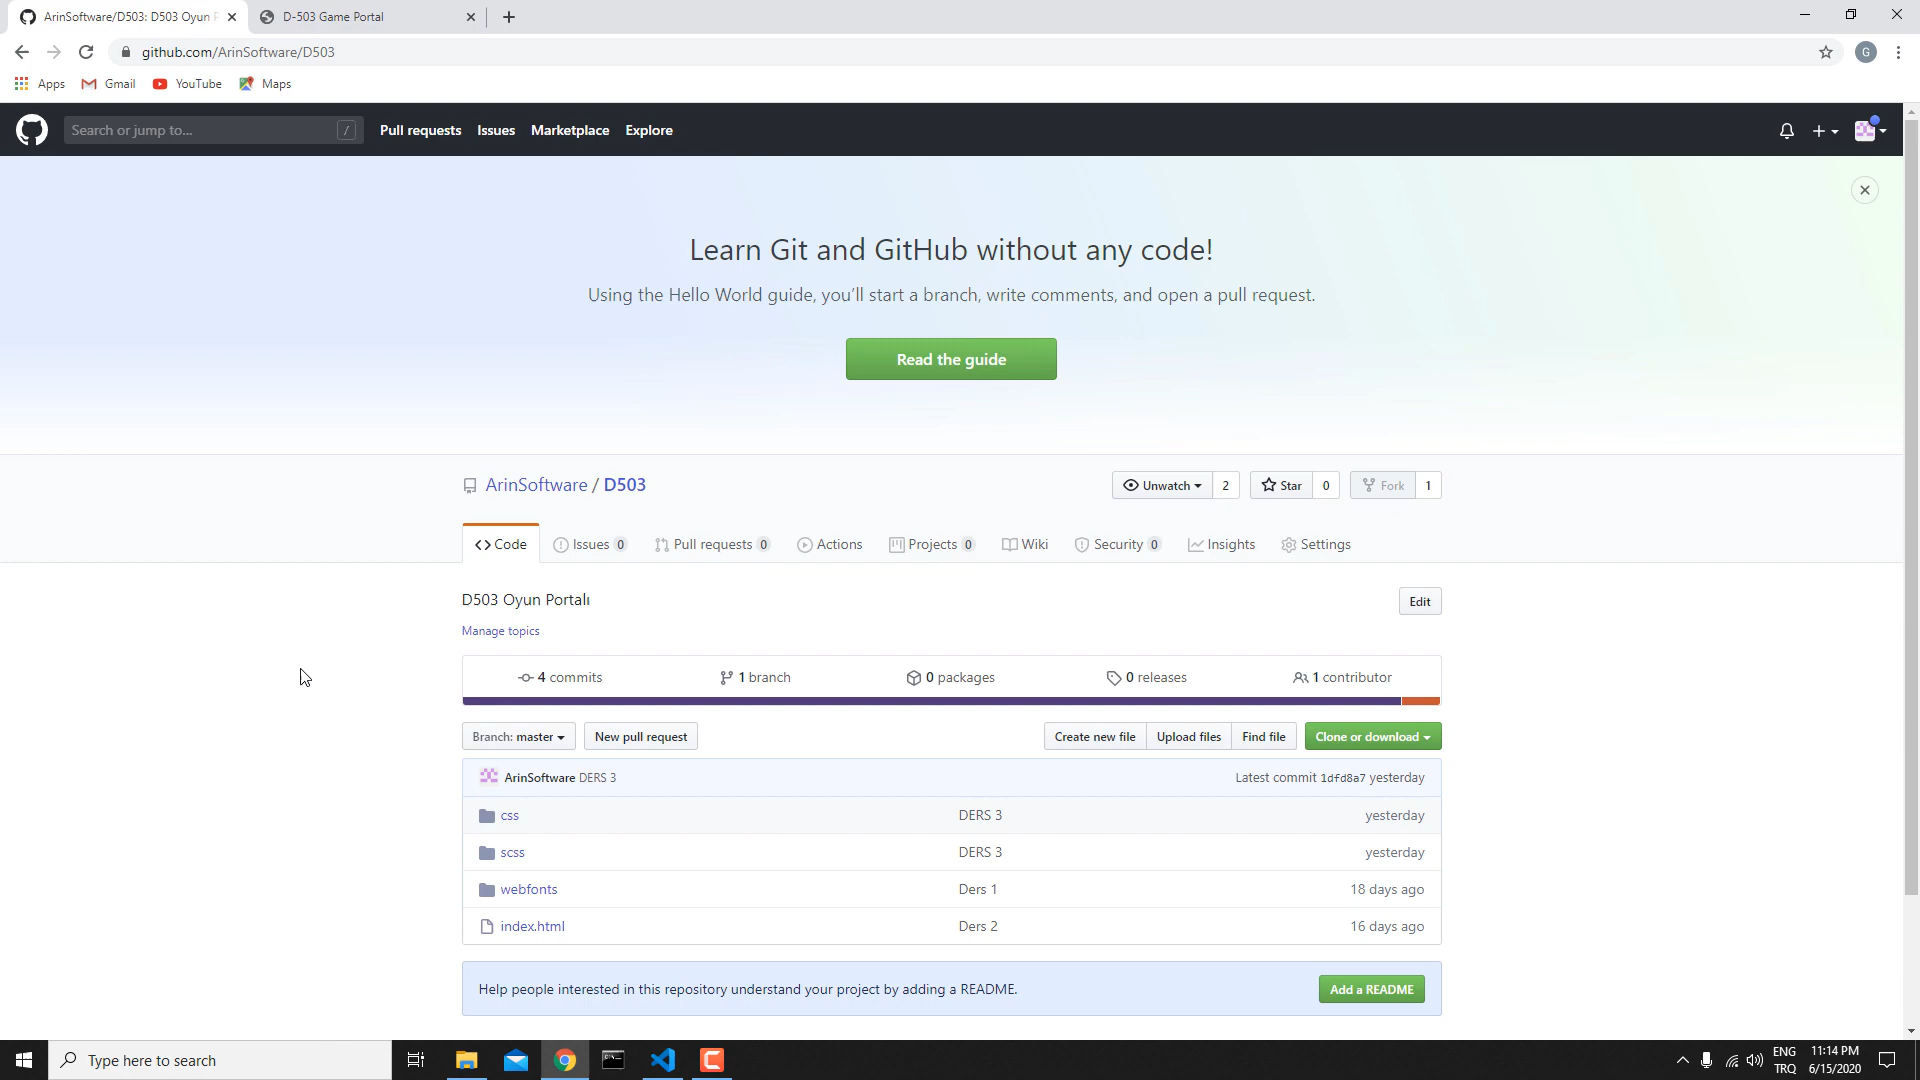 ArinSoftware/D503: D503 Oyun P
D-503 Game Portal
github.com/ArinSoftware/D503
G
Apps
Gmail
YouTube
Maps
Search or jump to...
/
Pull requests
Issues
Marketplace
Explore
Learn Git and GitHub without any code!
Using the Hello World guide, you’ll start a branch, write comments, and open a pull request.
Read the guide
ArinSoftware / D503
Unwatch 2
Star 0
Fork 1
Code
Issues 0
Pull requests 0
Actions
Projects 0
Wiki
Security 0
Insights
Settings
D503 Oyun Portalı
Edit
Manage topics
4 commits
1 branch
0 packages
0 releases
1 contributor
Branch: master
New pull request
Create new file
Upload files
Find file
Clone or download
ArinSoftware DERS 3
Latest commit 1dfd8a7 yesterday
css DERS 3 yesterday
scss DERS 3 yesterday
webfonts Ders 1 18 days ago
index.html Ders 2 16 days ago
Help people interested in this repository understand your project by adding a README.
Add a README
Type here to search
ENG
TRQ
11:14 PM
6/15/2020